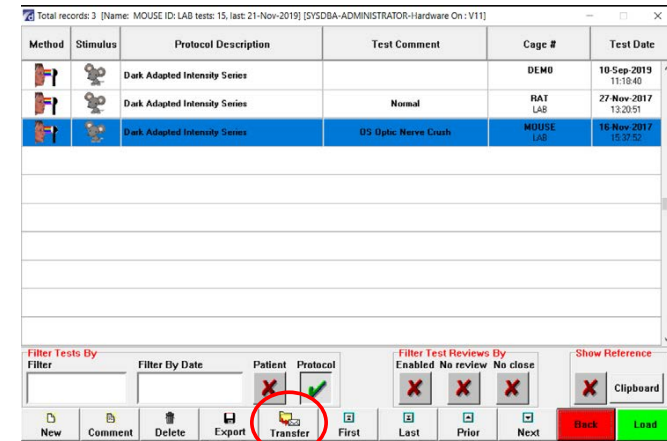 Total records: 3 [Name: MOUSE ID: LAB tests: 15, last: 21-Nov-2019] [SYSDBA-ADMINISTRATOR-Hardware On : V11]
Method Stimulus Protocol Description Test Comment Cage # Test Date
Dark Adapted Intensity Series DEMO 10-Sep-2019
11:18:40
Dark Adapted Intensity Series Normal RAT 27-Nov-2017
LAB 13:20:51
Dark Adapted Intensity Series OS Optic Nerve Crush MOUSE 16-Nov-2017
LAB 15:37:52
Filter Tests By Filter Test Reviews By Show Reference
Filter Filter By Date Patient Protocol Enabled No review No close
Clipboard
New Comment Delete Export Transfer First Last Prior Next Back Load